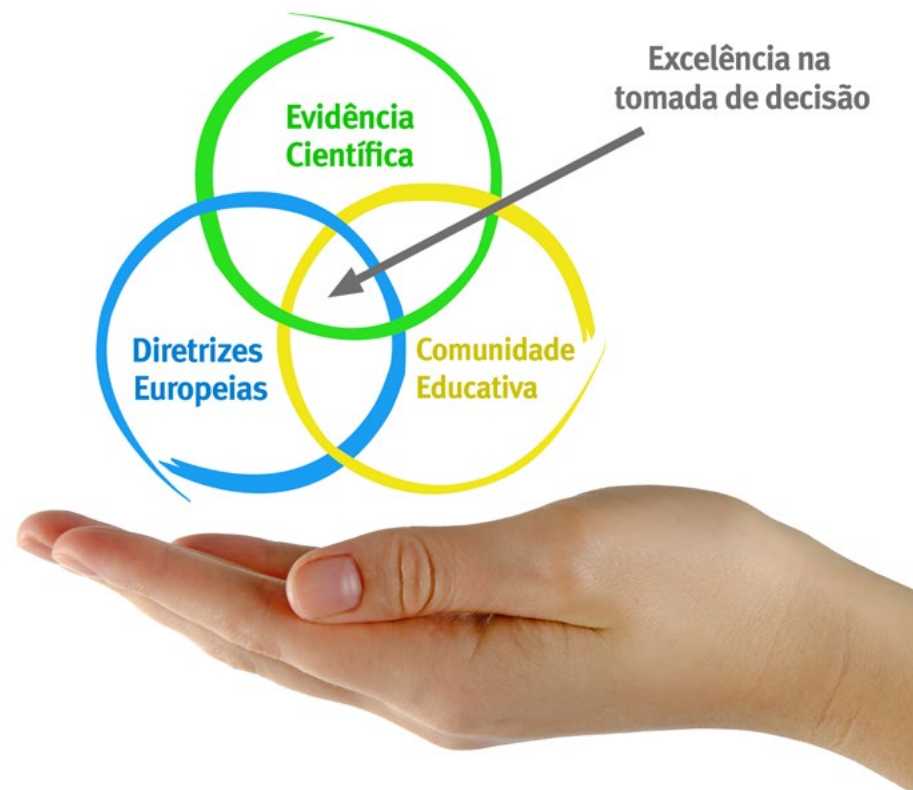 Excelência na
tomada de decisão
Evidência
Científica
Diretrizes
Europeias
Comunidade
Educativa